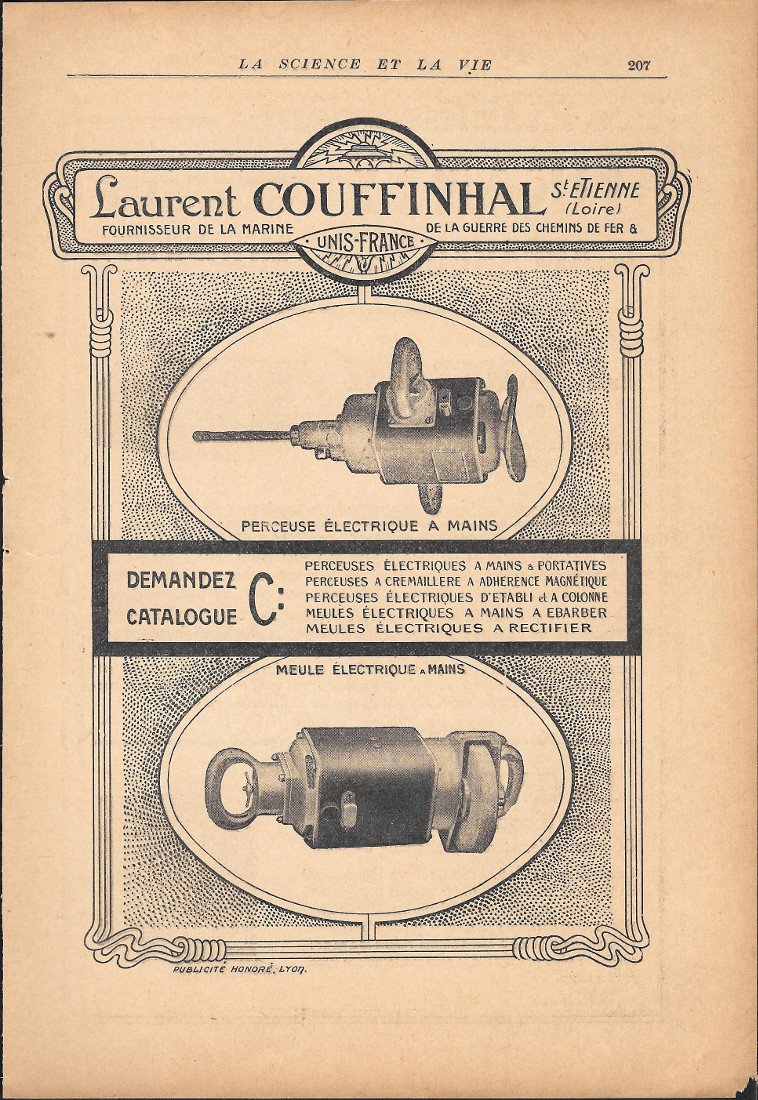 LA SCIENCE ET LA VIE 207
Laurent COUFFINHAL St ETIENNE
(Loire)
FOURNISSEUR DE LA MARINE DE LA GUERRE DES CHEMINS DE FER &
· UNIS-FRANCE ·
PERCEUSE ÉLECTRIQUE A MAINS
DEMANDEZ
CATALOGUE
C:
PERCEUSES ÉLECTRIQUES A MAINS & PORTATIVES
PERCEUSES A CREMAILLERE A ADHERENCE MAGNÉTIQUE
PERCEUSES ÉLECTRIQUES D'ETABLI et A COLONNE
MEULES ÉLECTRIQUES A MAINS A EBARBER
MEULES ÉLECTRIQUES A RECTIFIER
MEULE ÉLECTRIQUE A MAINS
PUBLICITÉ HONORÉ, LYON.